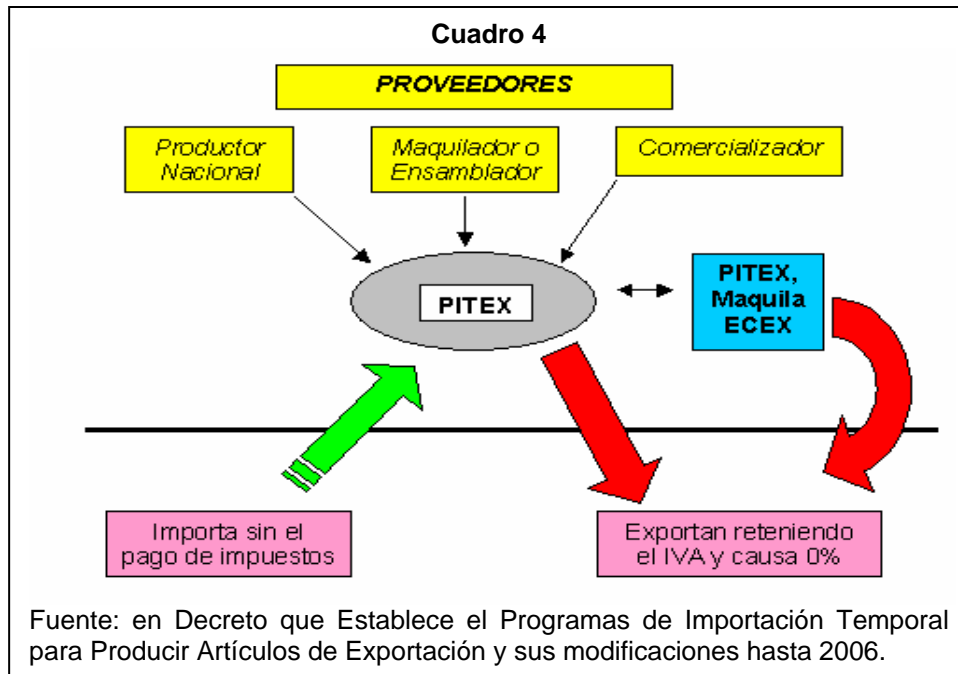 Cuadro 4
PROVEEDORES
Productor
Nacional
Maquilador o
Ensamblador
Comercializador
PITEX
PITEX,
Maquila
ECEX
Importa sin el
pago de impuestos
Exportan reteniendo
el IVA y causa 0%
Fuente: en Decreto que Establece el Programas de Importación Temporal
para Producir Artículos de Exportación y sus modificaciones hasta 2006.